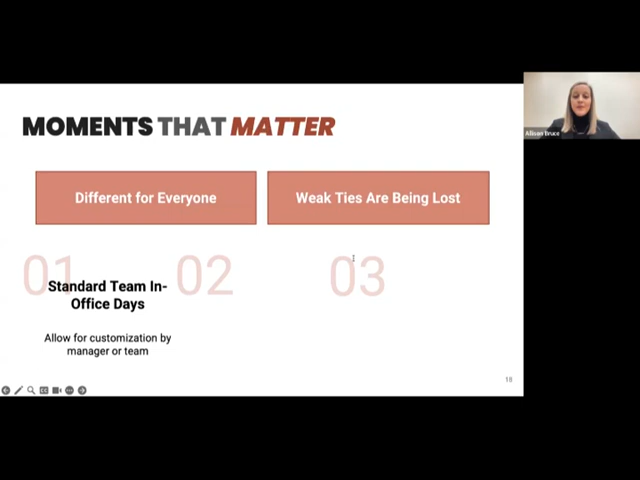 MOMENTS THAT MATTER
Different for Everyone
Weak Ties Are Being Lost
01
02
03
Standard Team In-
Office Days
Allow for customization by
manager or team
18
Allison Bruce